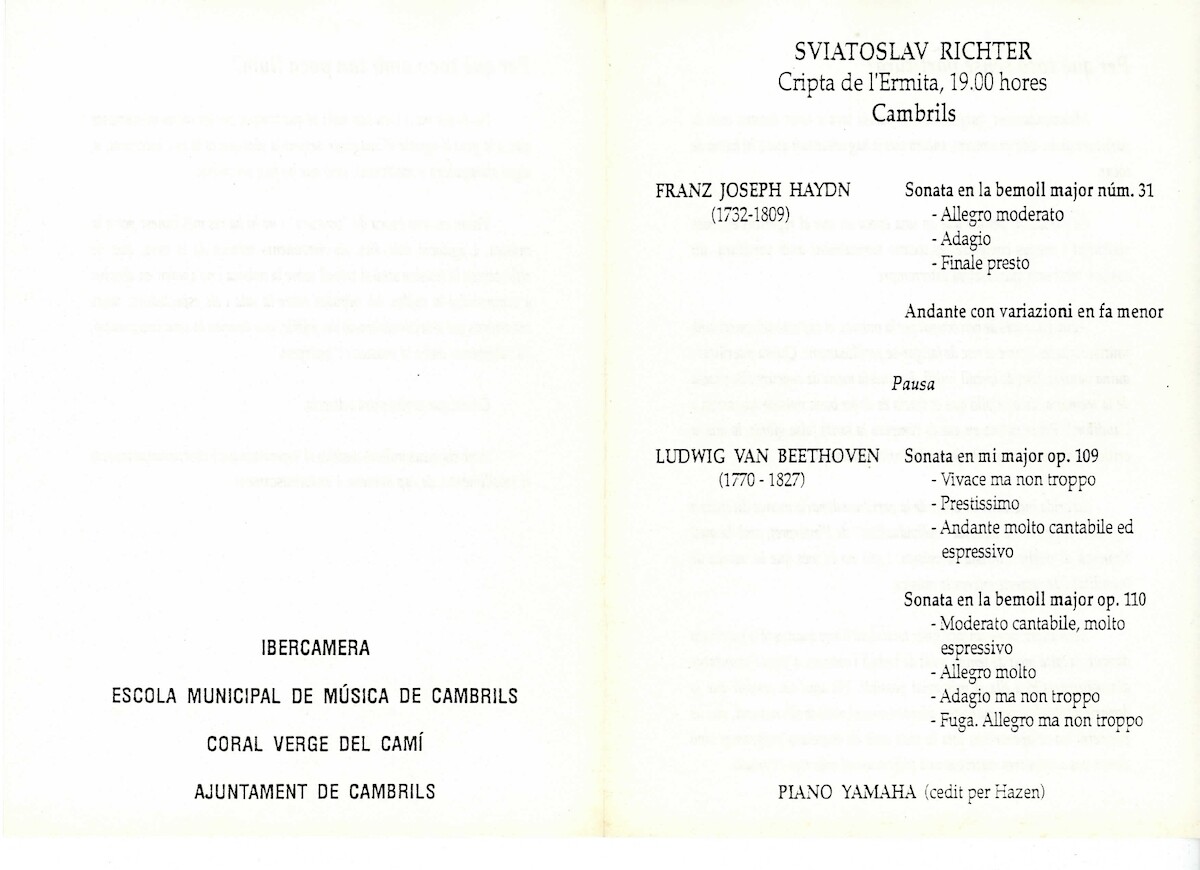 IBERCAMERA
ESCOLA MUNICIPAL DE MÚSICA DE CAMBRILS
CORAL VERGE DEL CAMÍ
AJUNTAMENT DE CAMBRILS
SVIATOSLAV RICHTER
Cripta de l'Ermita, 19.00 hores
Cambrils
FRANZ JOSEPH HAYDN
(1732-1809)
Sonata en la bemoll major núm. 31
- Allegro moderato
- Adagio
- Finale presto
Andante con variazioni en fa menor
Pausa
LUDWIG VAN BEETHOVEN
(1770 - 1827)
Sonata en mi major op. 109
- Vivace ma non troppo
- Prestissimo
- Andante molto cantabile ed
espressivo
Sonata en la bemoll major op. 110
- Moderato cantabile, molto
espressivo
- Allegro molto
- Adagio ma non troppo
- Fuga. Allegro ma non troppo
PIANO YAMAHA (cedit per Hazen)